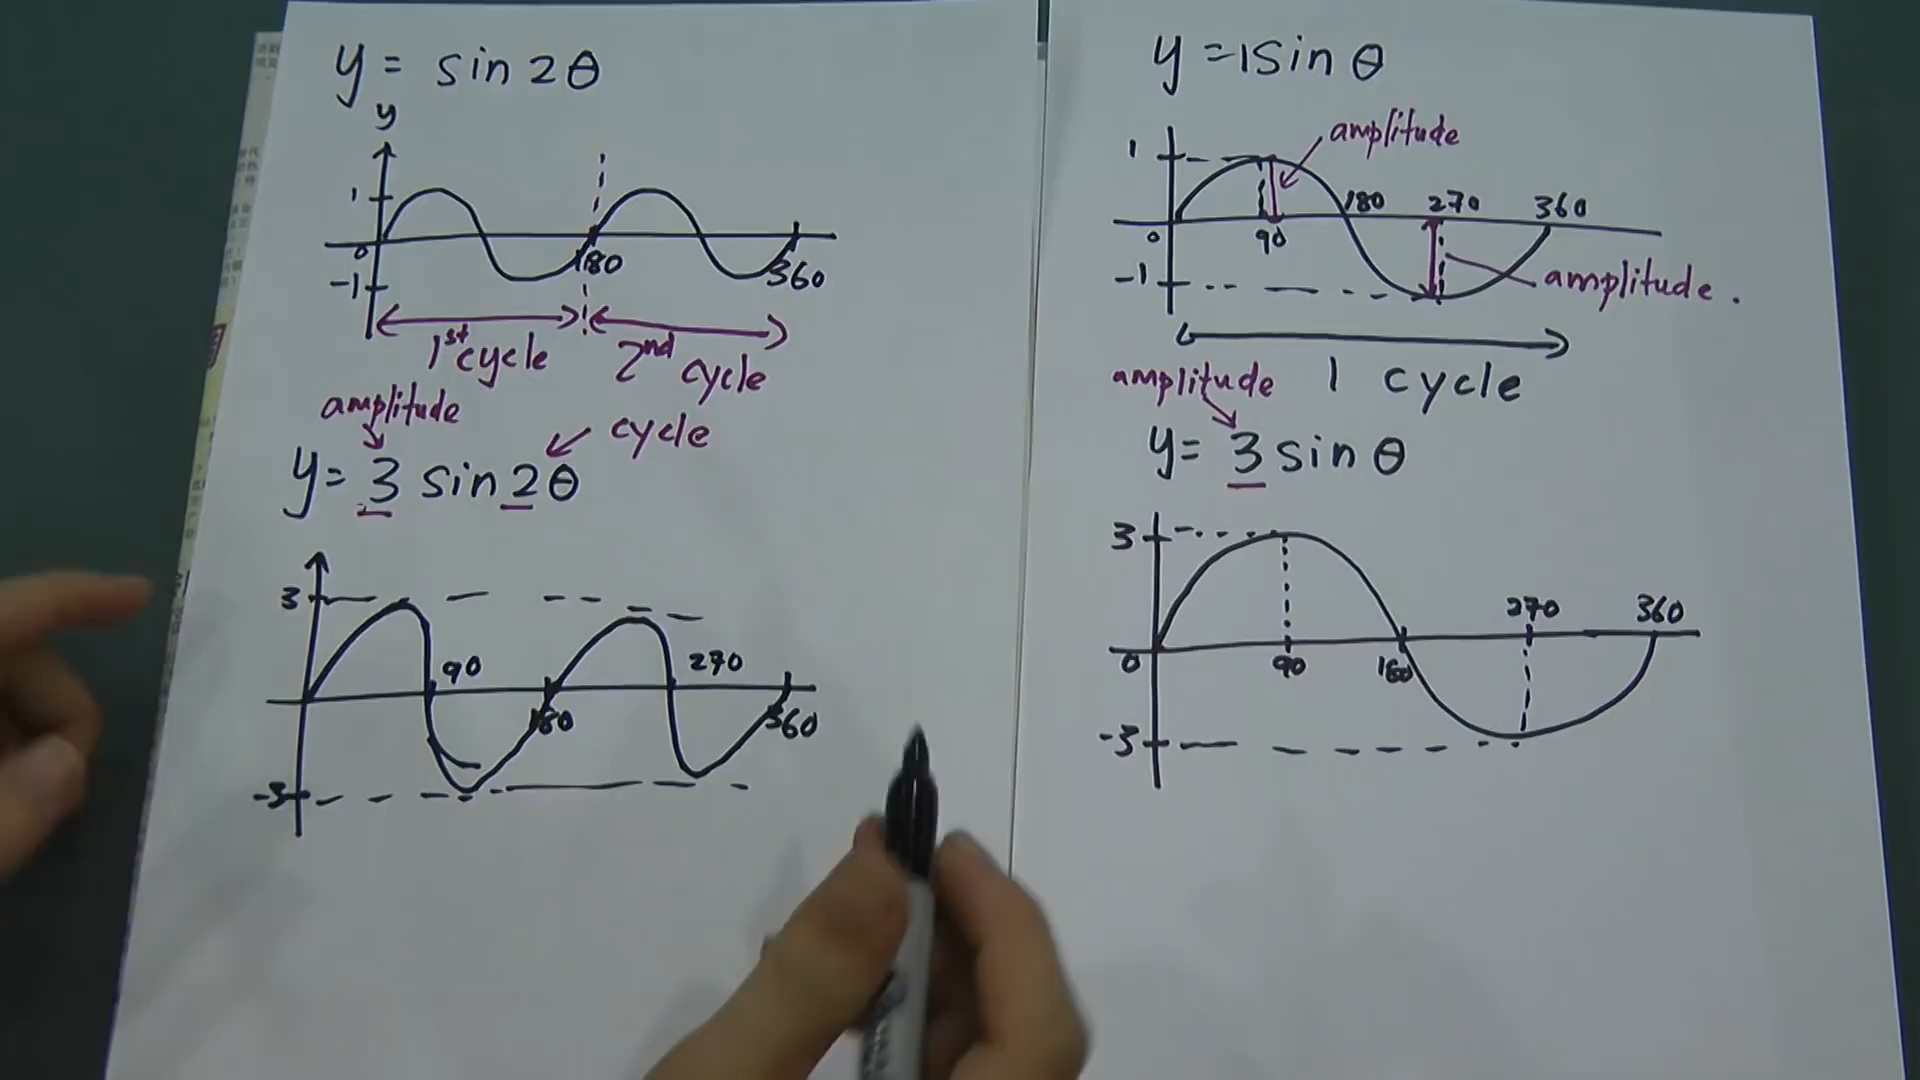 y = sin 2θ
y
1
0
180
360
-1
1st cycle
2nd cycle
amplitude
cycle
y = 3 sin 2θ
3
90
270
180
360
-3
y = 1 sin θ
amplitude
1
180
270
360
0
90
-1
amplitude.
1 cycle
amplitude
y = 3 sin θ
3
270
360
0
90
180
-3